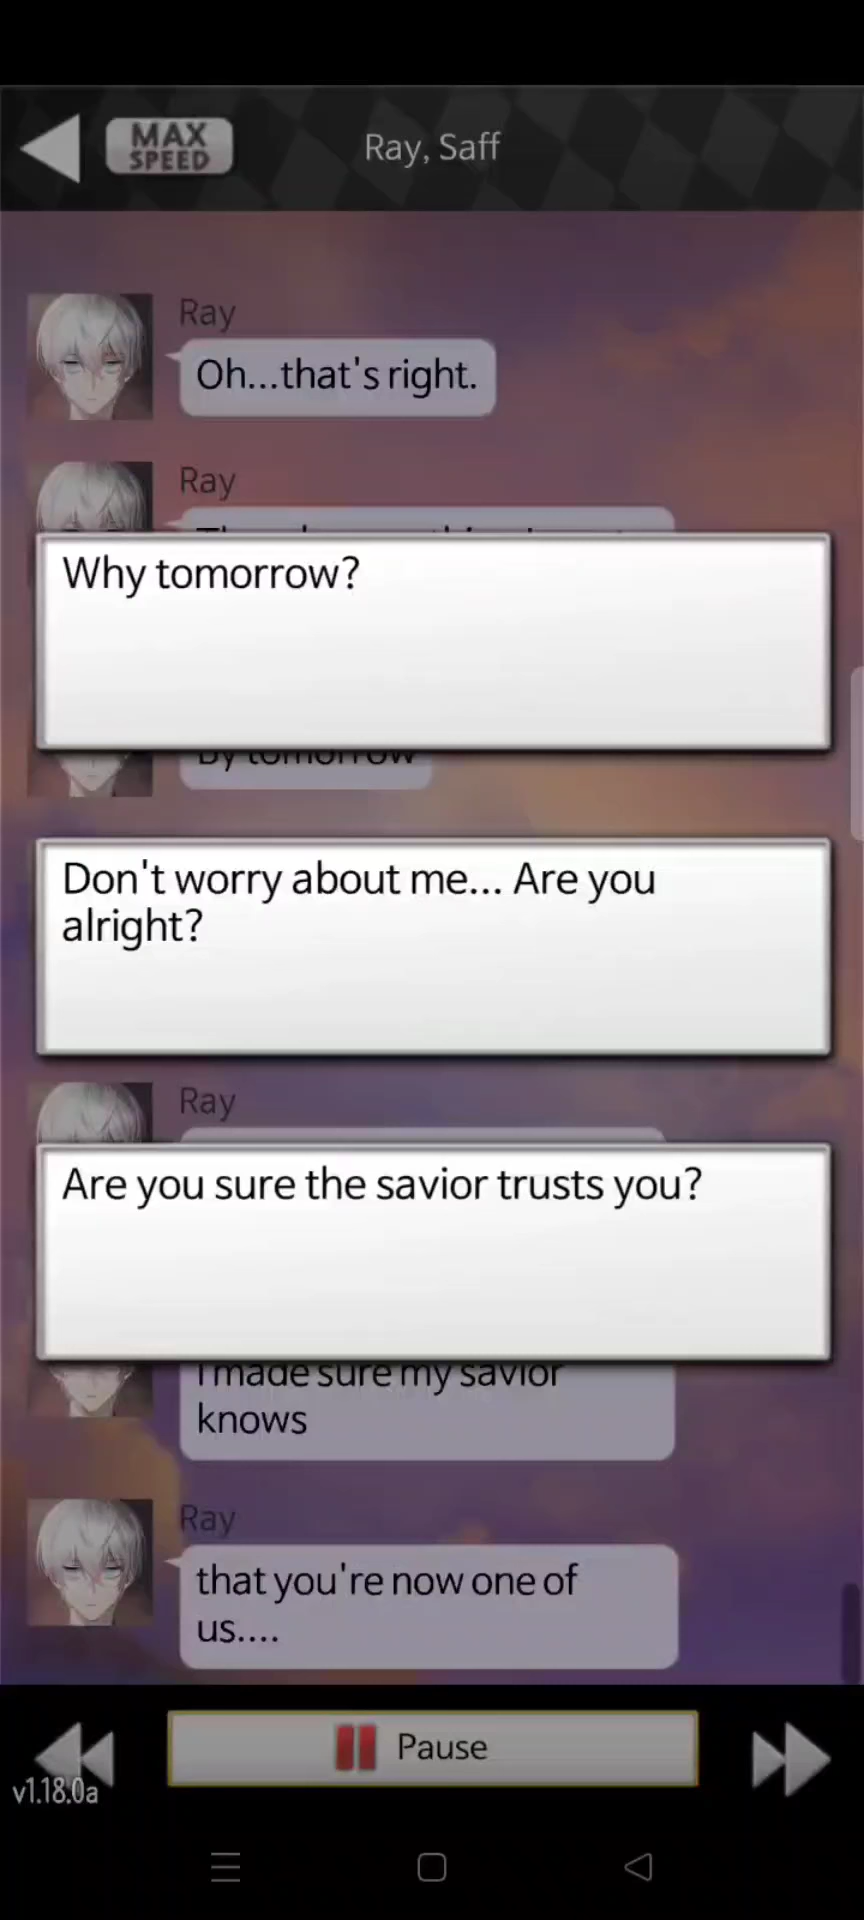 MAX
SPEED
Ray, Saff
Ray
Oh...that's right.
Ray
Why tomorrow?
By tomorrow
Don't worry about me... Are you
alright?
Ray
Are you sure the savior trusts you?
I made sure my savior
knows
Ray
that you're now one of
us....
Pause
v1.18.0a